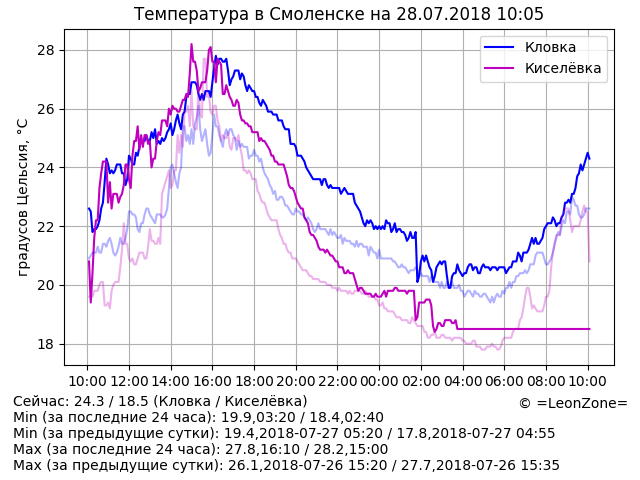 Температура в Смоленске на 28.07.2018 10:05
Кловка
Киселёвка
градусов Цельсия, °C
28
26
24
22
20
18
10:00 12:00 14:00 16:00 18:00 20:00 22:00 00:00 02:00 04:00 06:00 08:00 10:00
Сейчас: 24.3 / 18.5 (Кловка / Киселёвка)
© =LeonZone=
Min (за последние 24 часа): 19.9,03:20 / 18.4,02:40
Min (за предыдущие сутки): 19.4,2018-07-27 05:20 / 17.8,2018-07-27 04:55
Max (за последние 24 часа): 27.8,16:10 / 28.2,15:00
Max (за предыдущие сутки): 26.1,2018-07-26 15:20 / 27.7,2018-07-26 15:35